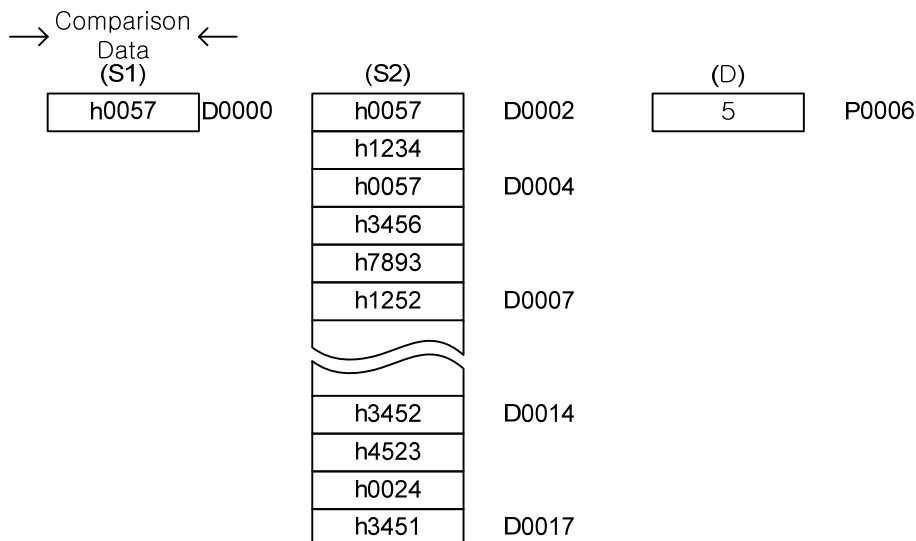 Comparison
Data
(S1) (S2) (D)
h0057 D0000 h0057 D0002 5 P0006
h1234
h0057 D0004
h3456
h7893
h1252 D0007
h3452 D0014
h4523
h0024
h3451 D0017